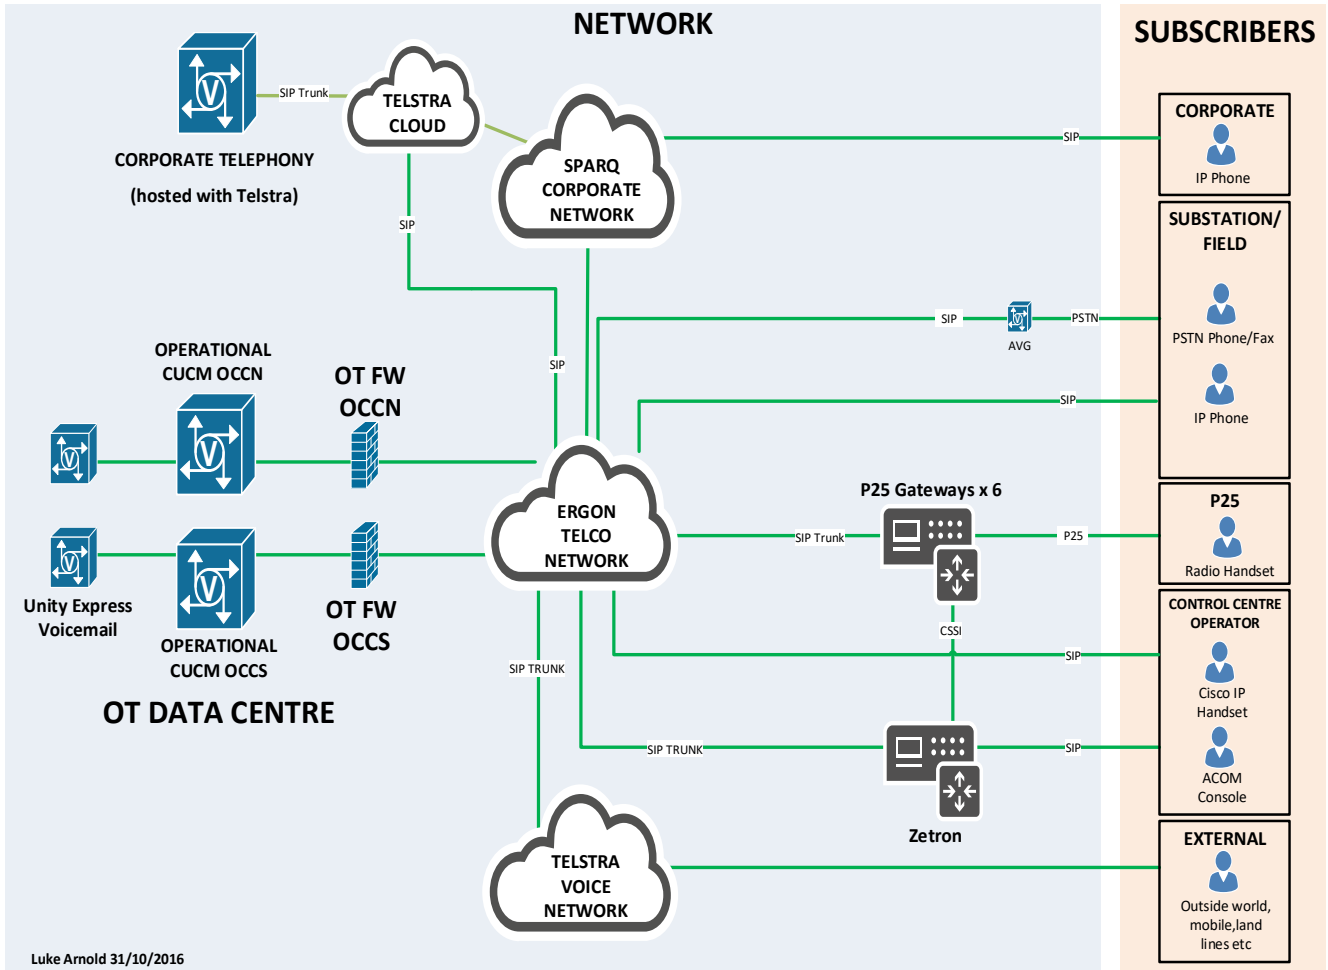 NETWORK
SUBSCRIBERS
V
CORPORATE TELEPHONY
(hosted with Telstra)
SIP Trunk
TELSTRA
CLOUD
SPARQ
CORPORATE
NETWORK
SIP
CORPORATE
IP Phone
SIP
SUBSTATION/
FIELD
SIP
V
AVG
PSTN
PSTN Phone/Fax
SIP
SIP
IP Phone
OPERATIONAL
CUCM OCCN
OT FW
OCCN
V
V
ERGON
TELCO
NETWORK
P25 Gateways x 6
SIP Trunk
P25
P25
Radio Handset
V
V
Unity Express
Voicemail
OPERATIONAL
CUCM OCCS
OT FW
OCCS
OT DATA CENTRE
CSSI
SIP
CONTROL CENTRE
OPERATOR
Cisco IP
Handset
SIP TRUNK
SIP TRUNK
SIP
ACOM
Console
Zetron
TELSTRA
VOICE
NETWORK
EXTERNAL
Outside world,
mobile,land
lines etc
Luke Arnold 31/10/2016